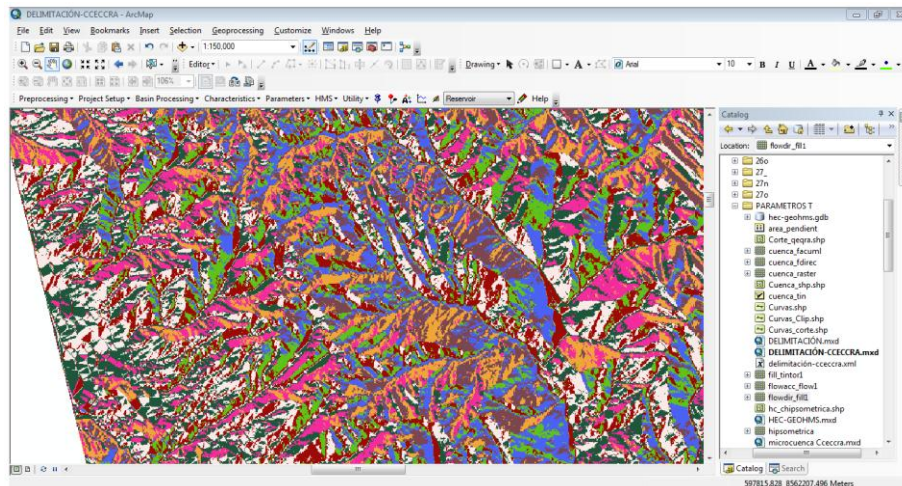 DELIMITACIÓN-CCECCRA - ArcMap
File Edit View Bookmarks Insert Selection Geoprocessing Customize Windows Help
1:150,000
Editor Drawing A Arial 10 B I U A
106%
Preprocessing Project Setup Basin Processing Characteristics Parameters HMS Utility Reservoir Help
Catalog
Location: flowdir_fill1
26o
27_
27n
27o
PARAMETROS T
hec-geohms.gdb
area_pendient
Corte_qeqra.shp
cuenca_facuml
cuenca_fdirec
cuenca_raster
Cuenca_shp.shp
cuenca_tin
Curvas.shp
Curvas_Clip.shp
Curvas_corte.shp
DELIMITACIÓN.mxd
DELIMITACIÓN-CCECCRA.mxd
delimitación-cceccra.xml
fill_tintor1
flowacc_flow1
flowdir_fill1
hc_chipsometrica.shp
HEC-GEOHMS.mxd
hipsometrica
microcuenca Cceccra.mxd
Catalog Search
597815.828 8562207.496 Meters